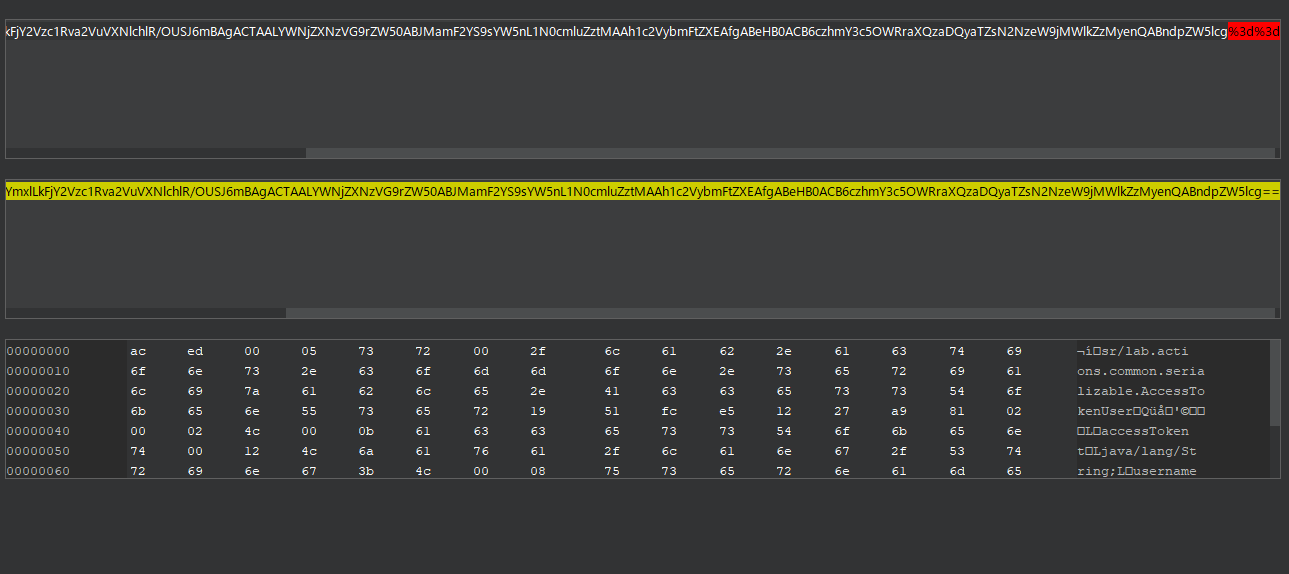 kFjY2Vzc1Rva2VuVXNlchlR/OUSJ6mBAgACTAALYWNjZXNzVG9rZW50ABJMamF2YS9sYW5nL1N0cmluZztMAAh1c2VybmFtZXEAfgABeHB0ACB6czhmY3c5OWRraXQzaDQyaTZsN2NzeW9jMWlkZzMyenQABndpZW5lcg%3d%3d
YmxlLkFjY2Vzc1Rva2VuVXNlchlR/OUSJ6mBAgACTAALYWNjZXNzVG9rZW50ABJMamF2YS9sYW5nL1N0cmluZztMAAh1c2VybmFtZXEAfgABeHB0ACB6czhmY3c5OWRraXQzaDQyaTZsN2NzeW9jMWlkZzMyenQABndpZW5lcg==
00000000 ac ed 00 05 73 72 00 2f 6c 61 62 2e 61 63 74 69 ¬í□sr/lab.acti
00000010 6f 6e 73 2e 63 6f 6d 6d 6f 6e 2e 73 65 72 69 61 ons.common.seria
00000020 6c 69 7a 61 62 6c 65 2e 41 63 63 65 73 73 54 6f lizable.AccessTo
00000030 6b 65 6e 55 73 65 72 19 51 fc e5 12 27 a9 81 02 kenUser□Qüå□'©□□
00000040 00 02 4c 00 0b 61 63 63 65 73 73 54 6f 6b 65 6e □L□accessToken
00000050 74 00 12 4c 6a 61 76 61 2f 6c 61 6e 67 2f 53 74 t□Ljava/lang/St
00000060 72 69 6e 67 3b 4c 00 08 75 73 65 72 6e 61 6d 65 ring;L□username